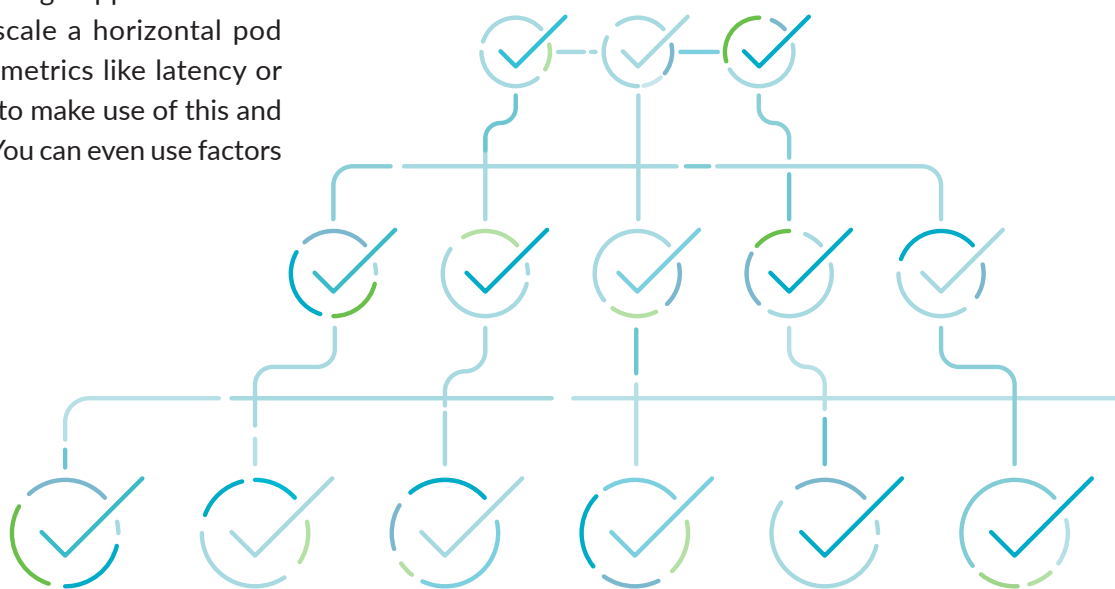 scale a horizontal pod
metrics like latency or
to make use of this and
You can even use factors